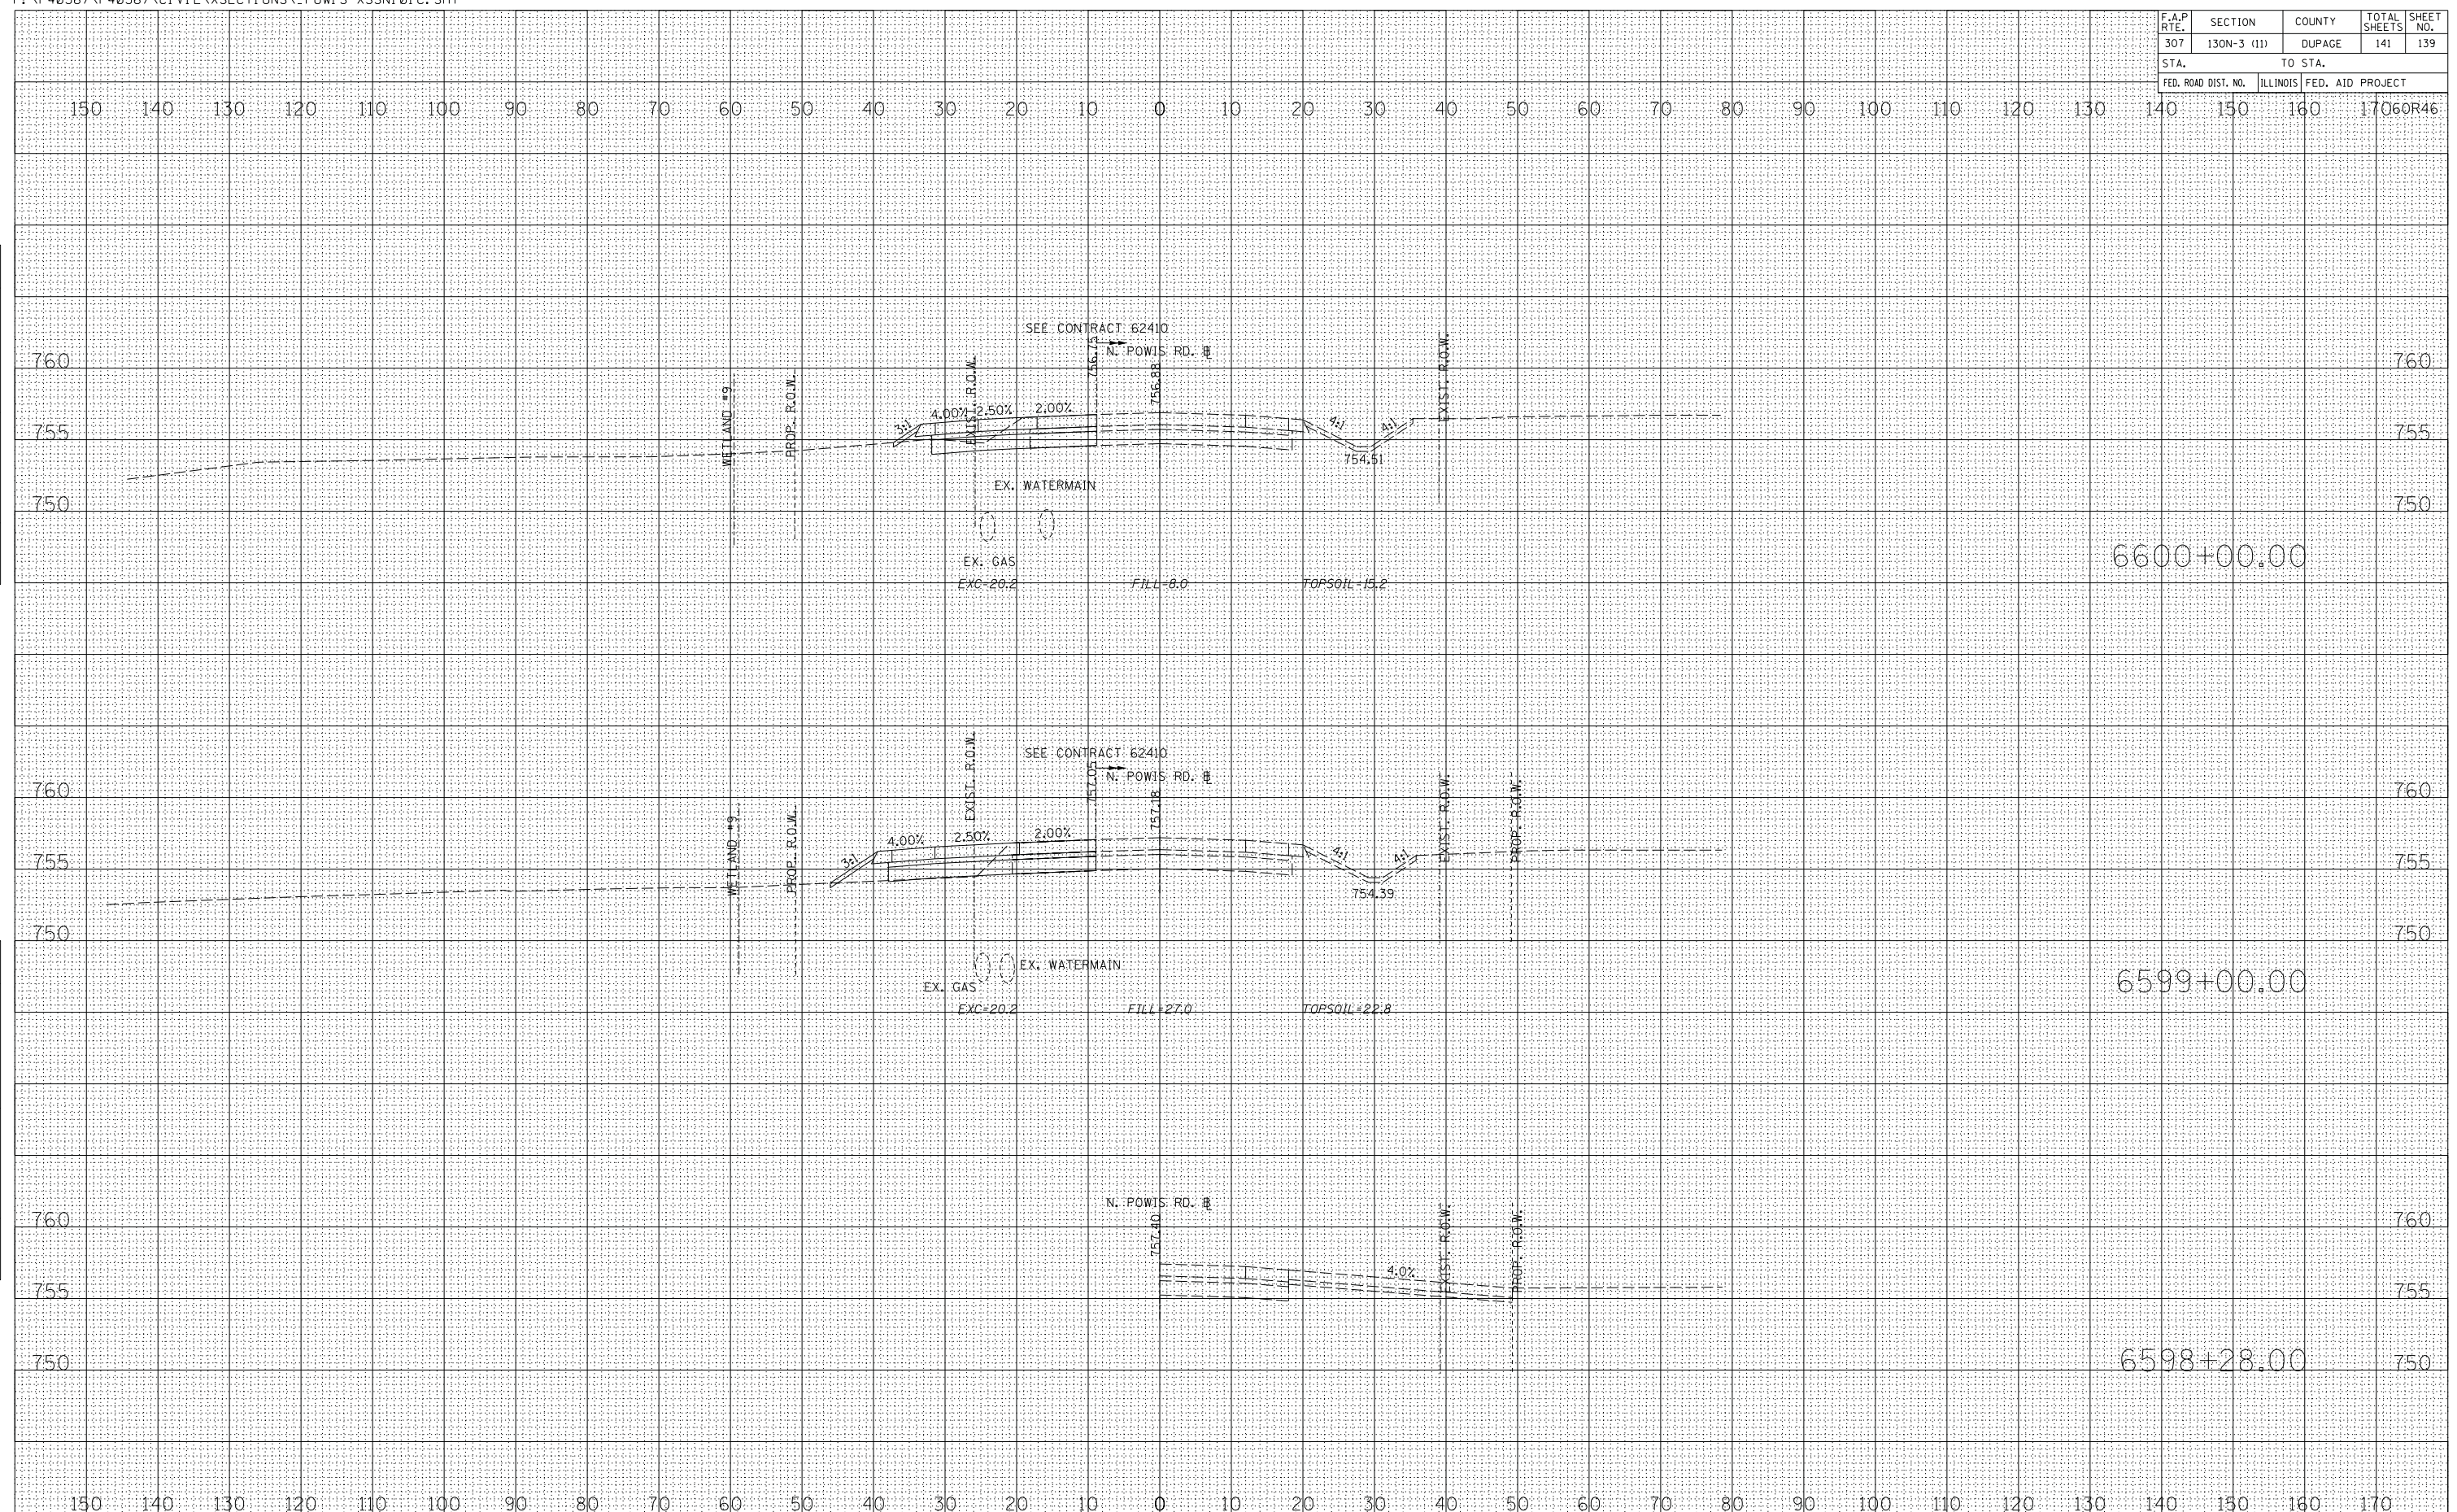 F.A.P RTE. SECTION COUNTY TOTAL SHEETS SHEET NO.
307 130N-3 (11) DUPAGE 141 139
STA. TO STA.
FED. ROAD DIST. NO. ILLINOIS FED. AID PROJECT
150 140 130 120 110 100 90 80 70 60 50 40 30 20 10 0 10 20 30 40 50 60 70 80 90 100 110 120 130 140 150 160 170 60R46
SEE CONTRACT 62410
N. POWIS RD. ⅊
760 WETLAND #9 PROP. R.O.W. EXIST. R.O.W. 756.75 756.88 EXIST. R.O.W. 760
3:1 4.00% 2.50% 2.00% 4:1 4:1
755 755
754.51
EX. WATERMAIN
750 750
EX. GAS 6600+00.00
EXC=20.2 FILL=8.0 TOPSOIL=15.2
SEE CONTRACT 62410
N. POWIS RD. ⅊
760 WETLAND #9 PROP. R.O.W. EXIST. R.O.W. 757.05 757.18 EXIST. R.O.W. PROP. R.O.W. 760
3:1 4.00% 2.50% 2.00% 4:1 4:1
755 755
754.39
750 750
EX. WATERMAIN
EX. GAS 6599+00.00
EXC=20.2 FILL=27.0 TOPSOIL=22.8
N. POWIS RD. ⅊
760 757.40 EXIST. R.O.W. PROP. R.O.W. 760
4.0%
755 755
750 6598+28.00 750
150 140 130 120 110 100 90 80 70 60 50 40 30 20 10 0 10 20 30 40 50 60 70 80 90 100 110 120 130 140 150 160 170